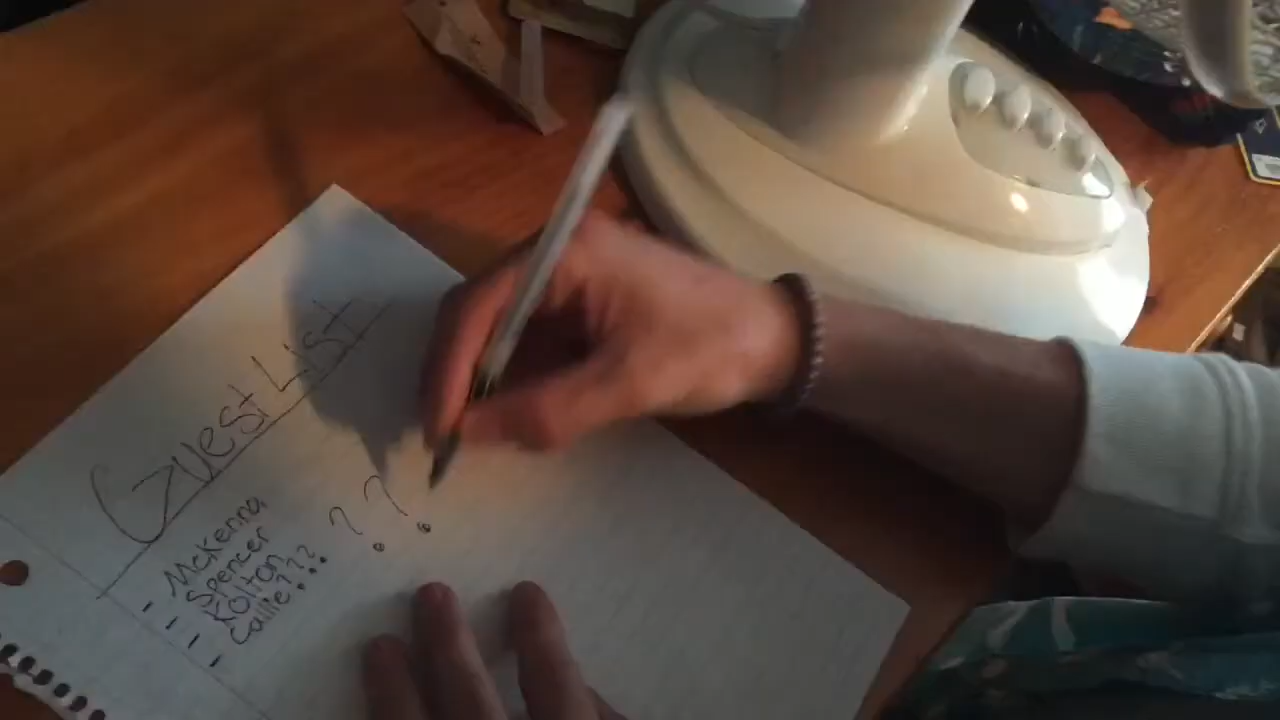 Guest List
- McKenna
- Spencer
- Kolton
- Callie??? ? ?